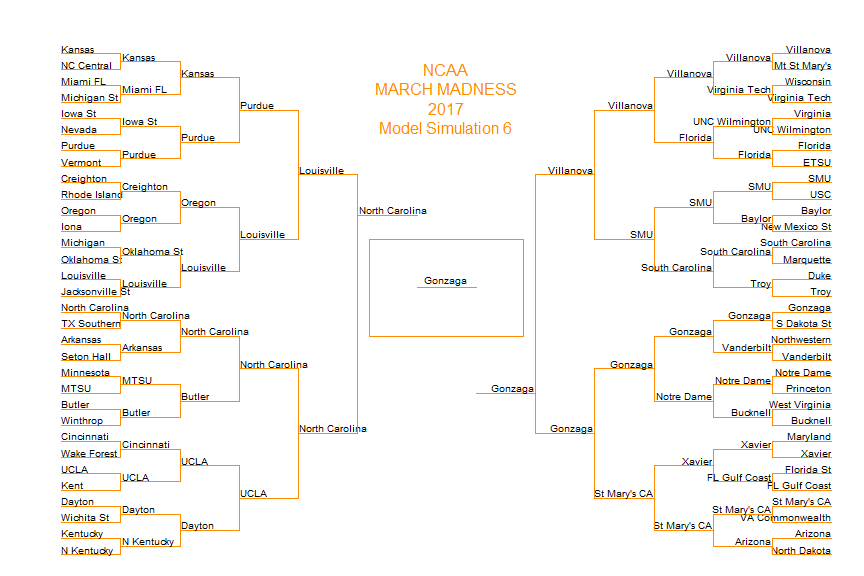 NCAA
MARCH MADNESS
2017
Model Simulation 6
Kansas
NC Central
Miami FL
Michigan St
Iowa St
Nevada
Purdue
Vermont
Creighton
Rhode Island
Oregon
Iona
Michigan
Oklahoma St
Louisville
Jacksonville St
North Carolina
TX Southern
Arkansas
Seton Hall
Minnesota
MTSU
Butler
Winthrop
Cincinnati
Wake Forest
UCLA
Kent
Dayton
Wichita St
Kentucky
N Kentucky
Kansas
Miami FL
Iowa St
Purdue
Creighton
Oregon
Oklahoma St
Louisville
North Carolina
Arkansas
MTSU
Butler
Cincinnati
UCLA
Dayton
N Kentucky
Kansas
Purdue
Oregon
Louisville
North Carolina
Butler
UCLA
Dayton
Purdue
Louisville
North Carolina
UCLA
Louisville
North Carolina
North Carolina
Gonzaga
Gonzaga
Villanova
Gonzaga
Villanova
SMU
Gonzaga
St Mary's CA
Villanova
Florida
SMU
South Carolina
Gonzaga
Notre Dame
Xavier
St Mary's CA
Villanova
Virginia Tech
UNC Wilmington
Florida
SMU
Baylor
South Carolina
Troy
Gonzaga
Vanderbilt
Notre Dame
Bucknell
Xavier
FL Gulf Coast
St Mary's CA
Arizona
Villanova
Mt St Mary's
Wisconsin
Virginia Tech
Virginia
UNC Wilmington
Florida
ETSU
SMU
USC
Baylor
New Mexico St
South Carolina
Marquette
Duke
Troy
Gonzaga
S Dakota St
Northwestern
Vanderbilt
Notre Dame
Princeton
West Virginia
Bucknell
Maryland
Xavier
Florida St
FL Gulf Coast
St Mary's CA
VA Commonwealth
Arizona
North Dakota